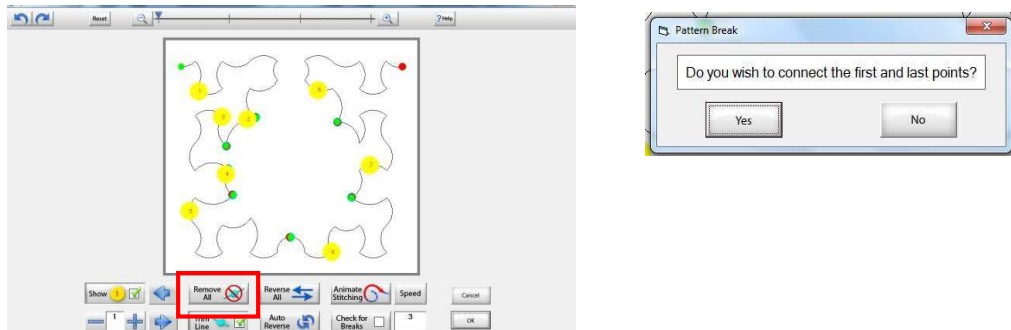 Reset
?Help
1
6
3
2
4
7
5
8
Show 1
Remove All
Reverse All
Animate Stitching
Speed
Cancel
1
Trim Line
Auto Reverse
Check for Breaks
3
OK
Pattern Break
Do you wish to connect the first and last points?
Yes
No